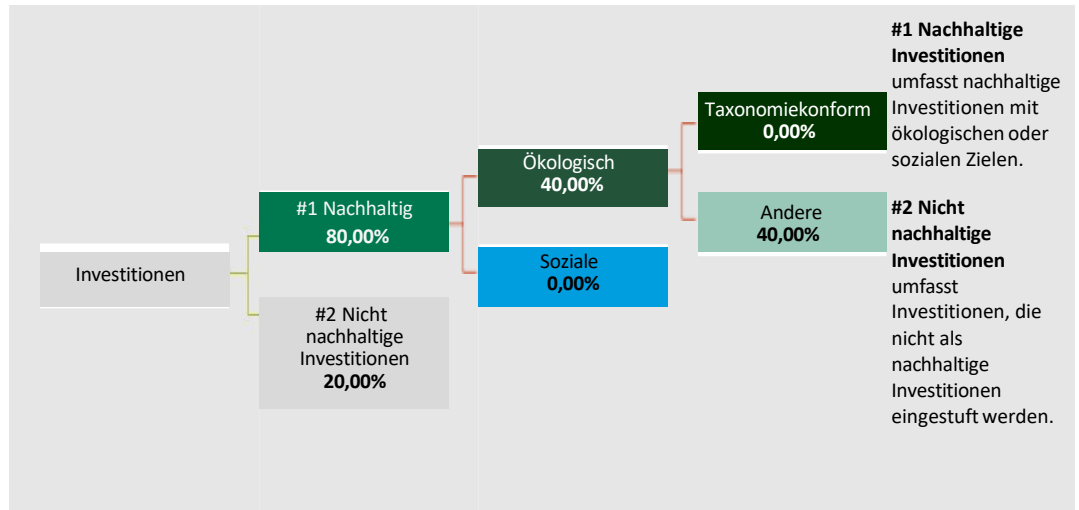 Investitionen
#1 Nachhaltig
80,00%
#2 Nicht
nachhaltige
Investitionen
20,00%
Ökologisch
40,00%
Soziale
0,00%
Taxonomiekonform
0,00%
Andere
40,00%
#1 Nachhaltige
Investitionen
umfasst nachhaltige
Investitionen mit
ökologischen oder
sozialen Zielen.
#2 Nicht
nachhaltige
Investitionen
umfasst
Investitionen, die
nicht als
nachhaltige
Investitionen
eingestuft werden.